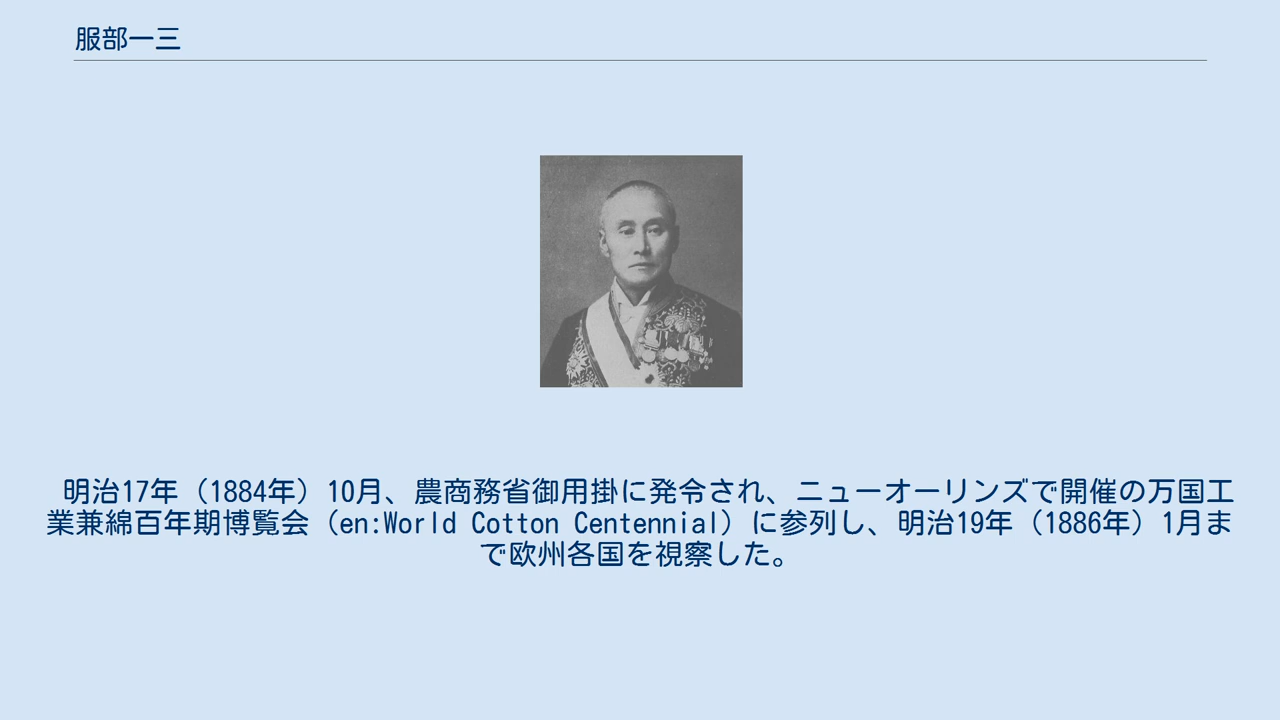 服部一三
明治17年（1884年）10月、農商務省御用掛に発令され、ニューオーリンズで開催の万国工
業兼綿百年期博覧会（en:World Cotton Centennial）に参列し、明治19年（1886年）1月ま
で欧州各国を視察した。